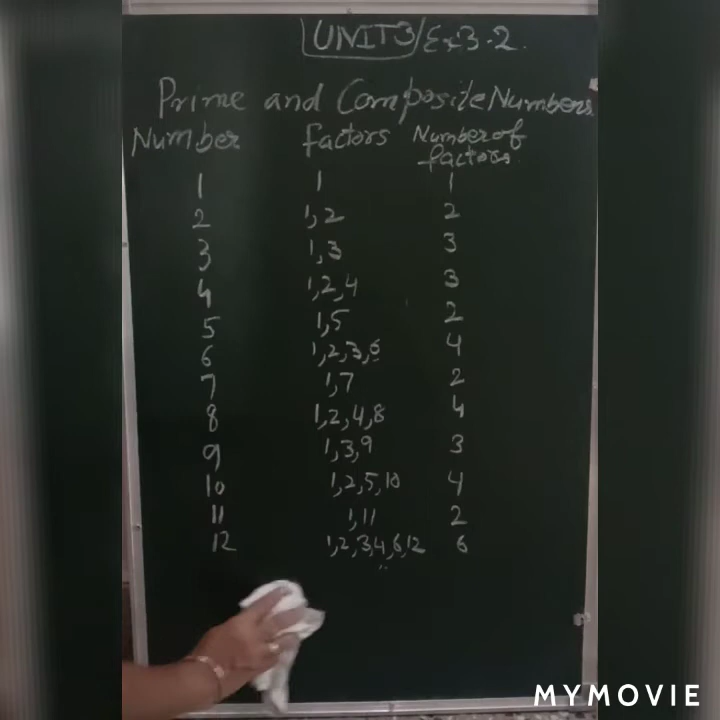 UNIT3/Ex3.2.
Prime and Composite Numbers
Number factors Number of factors.
1 1 1
2 1,2 2
3 1,3 3
4 1,2,4 3
5 1,5 2
6 1,2,3,6 4
7 1,7 2
8 1,2,4,8 4
9 1,3,9 3
10 1,2,5,10 4
11 1,11 2
12 1,2,3,4,6,12 6
MYMOVIE